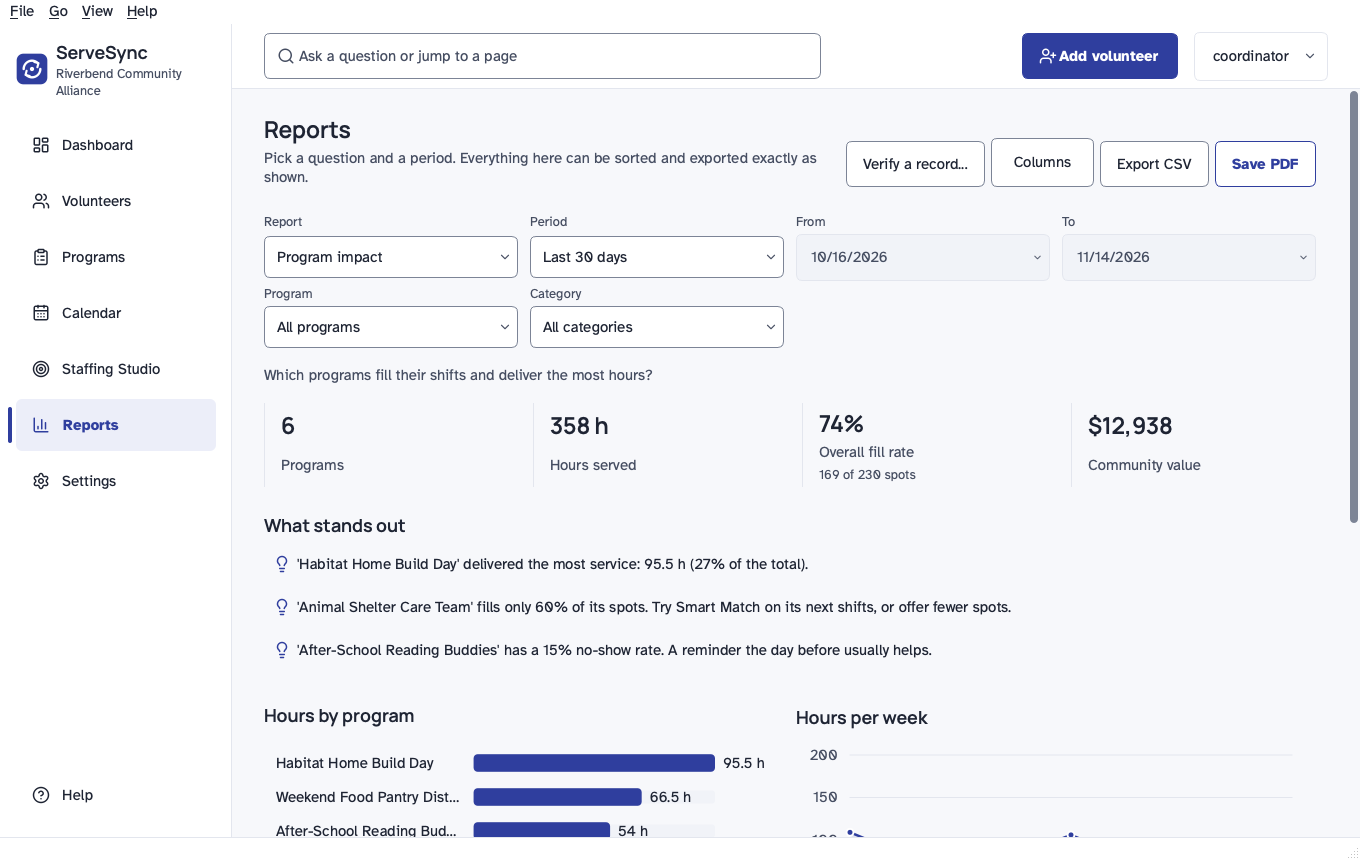 File Go View Help
ServeSync
Riverbend Community
Alliance
Ask a question or jump to a page
Add volunteer
coordinator
Dashboard
Volunteers
Programs
Calendar
Staffing Studio
Reports
Settings
Help
Reports
Pick a question and a period. Everything here can be sorted and exported exactly as
shown.
Verify a record...
Columns
Export CSV
Save PDF
Report
Period
From
To
Program impact
Last 30 days
10/16/2026
11/14/2026
Program
Category
All programs
All categories
Which programs fill their shifts and deliver the most hours?
6
Programs
358 h
Hours served
74%
Overall fill rate
169 of 230 spots
$12,938
Community value
What stands out
'Habitat Home Build Day' delivered the most service: 95.5 h (27% of the total).
'Animal Shelter Care Team' fills only 60% of its spots. Try Smart Match on its next shifts, or offer fewer spots.
'After-School Reading Buddies' has a 15% no-show rate. A reminder the day before usually helps.
Hours by program
Habitat Home Build Day 95.5 h
Weekend Food Pantry Dist... 66.5 h
After-School Reading Bud... 54 h
Hours per week
200
150